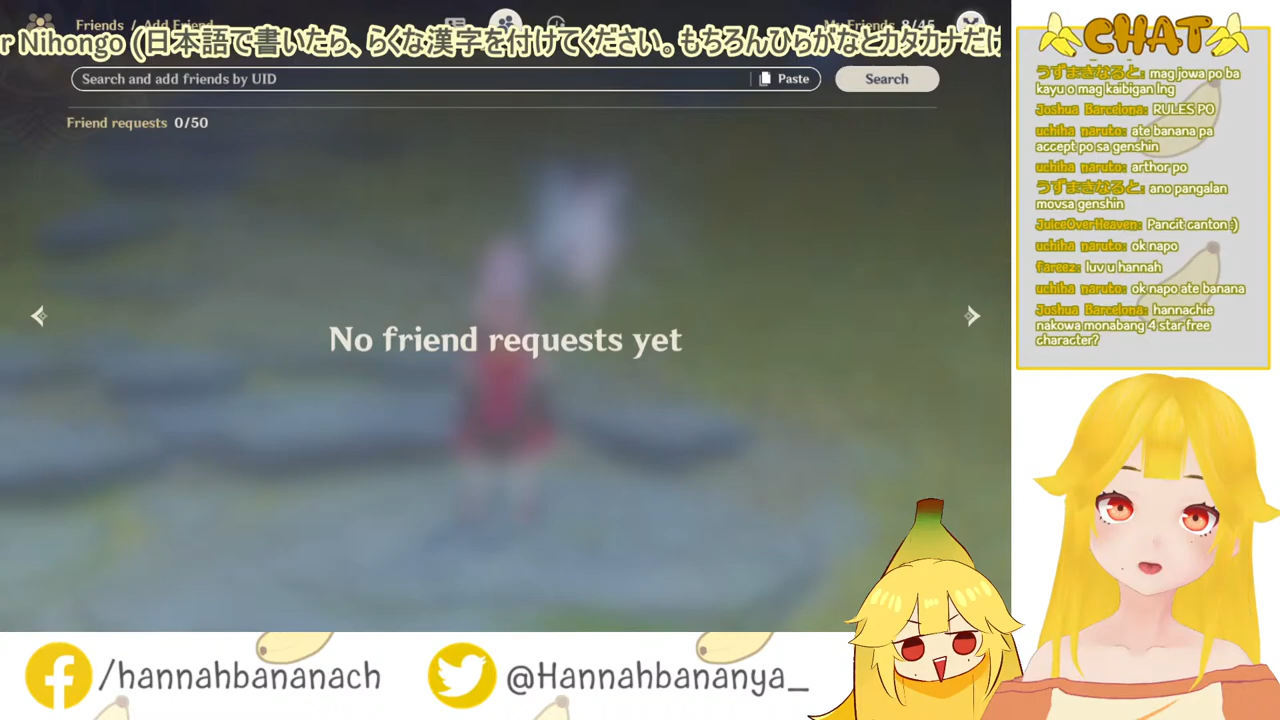 Friends / Add Friend
My Friends 8/45
r Nihongo (日本語で書いたら、らくな漢字を付けてください。もちろんひらがなとカタカナだけ
Search and add friends by UID
Paste
Search
Friend requests 0/50
No friend requests yet
CHAT
うずまきなると: mag jowa po ba
kayu o mag kaibigan lng
Joshua Barcelona: RULES PO
uchiha naruto: ate banana pa
accept po sa genshin
uchiha naruto: arthor po
うずまきなると: ano pangalan
movsa genshin
JuiceOverHeaven: Pancit canton :)
uchiha naruto: ok napo
fareez: luv u hannah
uchiha naruto: ok napo ate banana
Joshua Barcelona: hannachie
nakowa monabang 4 star free
character?
/hannahbananach
@Hannahbananya_